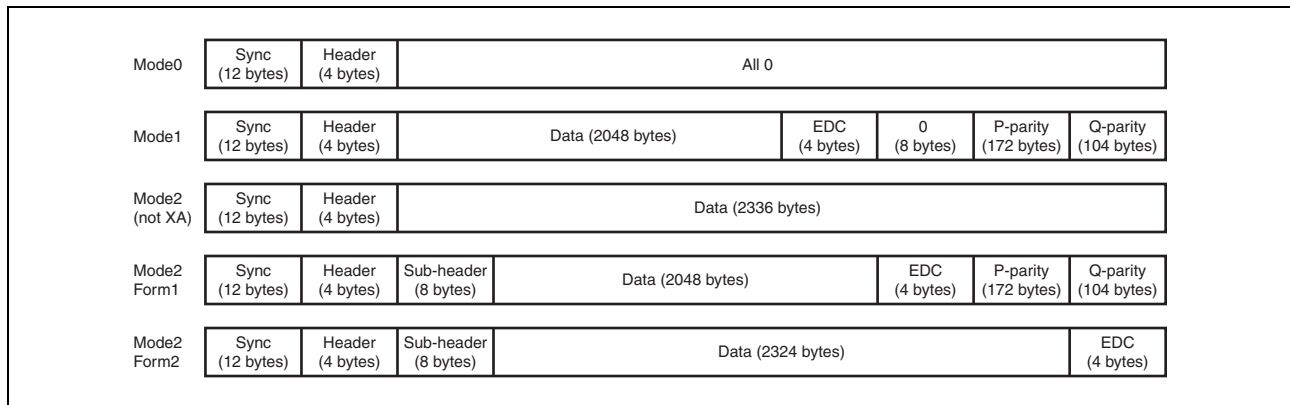 Mode0
Sync
(12 bytes)
Header
(4 bytes)
All 0
Mode1
Sync
(12 bytes)
Header
(4 bytes)
Data (2048 bytes)
EDC
(4 bytes)
0
(8 bytes)
P-parity
(172 bytes)
Q-parity
(104 bytes)
Mode2
(not XA)
Sync
(12 bytes)
Header
(4 bytes)
Data (2336 bytes)
Mode2
Form1
Sync
(12 bytes)
Header
(4 bytes)
Sub-header
(8 bytes)
Data (2048 bytes)
EDC
(4 bytes)
P-parity
(172 bytes)
Q-parity
(104 bytes)
Mode2
Form2
Sync
(12 bytes)
Header
(4 bytes)
Sub-header
(8 bytes)
Data (2324 bytes)
EDC
(4 bytes)